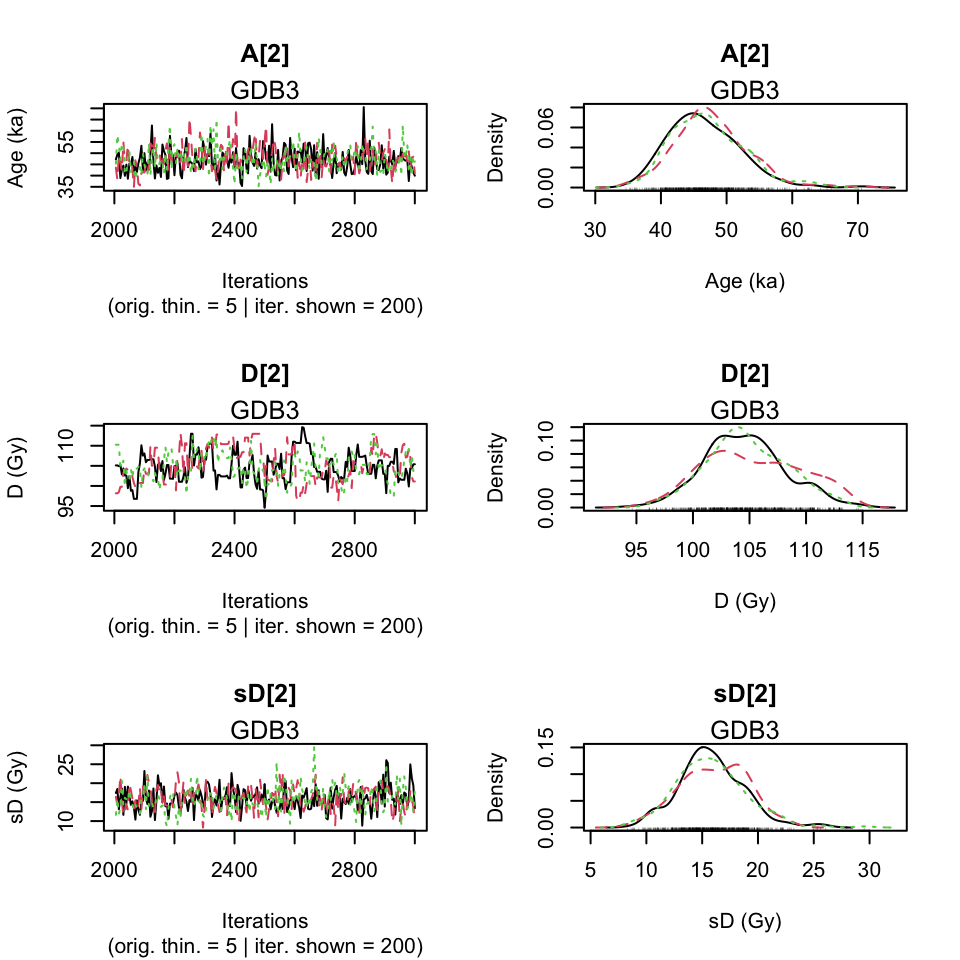 A[2]
GDB3
Age (ka)
35 55
2000 2400 2800
Iterations
(orig. thin. = 5 | iter. shown = 200)
A[2]
GDB3
Density
0.00 0.06
30 40 50 60 70
Age (ka)
D[2]
GDB3
D (Gy)
95 110
2000 2400 2800
Iterations
(orig. thin. = 5 | iter. shown = 200)
D[2]
GDB3
Density
0.00 0.10
95 100 105 110 115
D (Gy)
sD[2]
GDB3
sD (Gy)
10 25
2000 2400 2800
Iterations
(orig. thin. = 5 | iter. shown = 200)
sD[2]
GDB3
Density
0.00 0.15
5 10 15 20 25 30
sD (Gy)